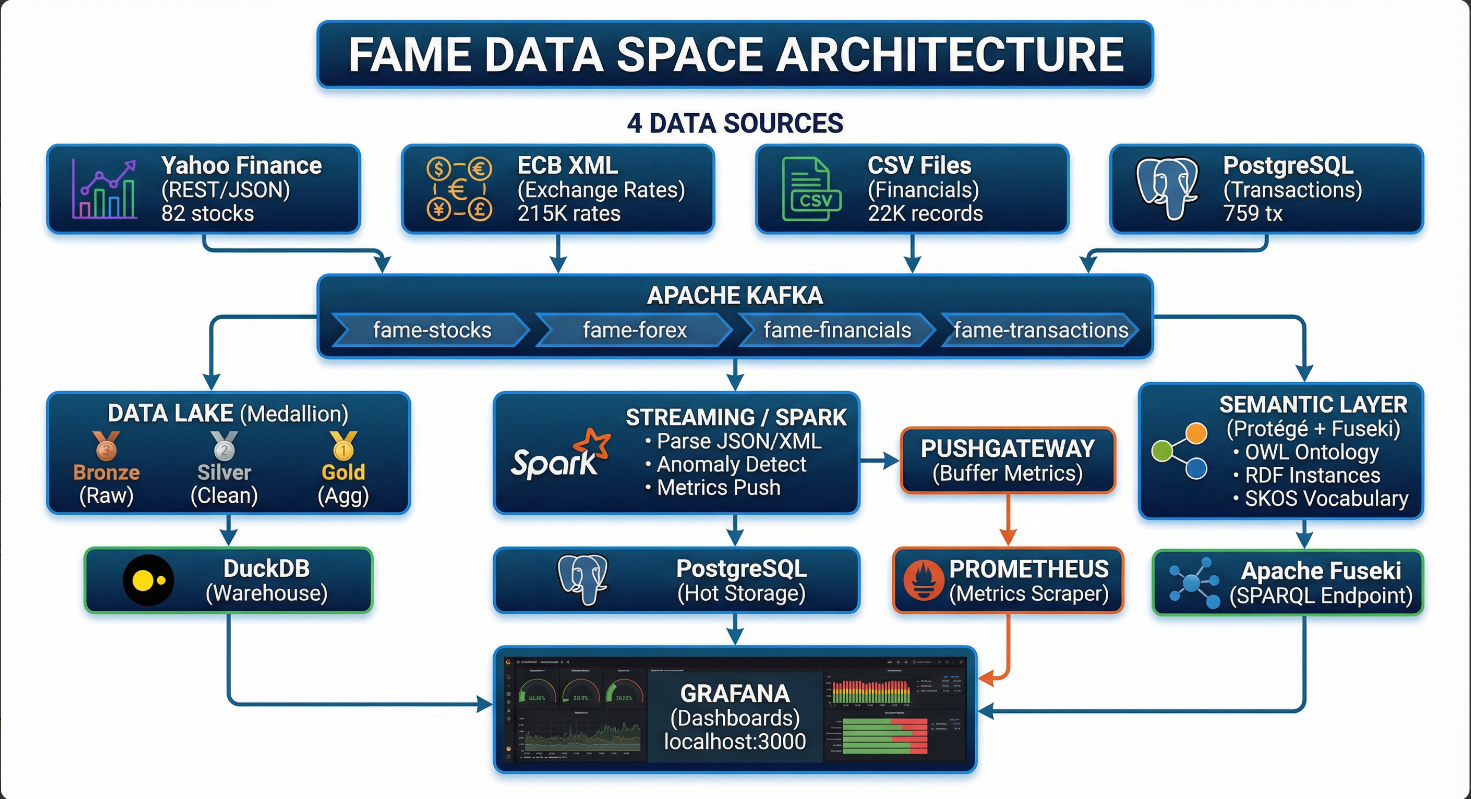 FAME DATA SPACE ARCHITECTURE
4 DATA SOURCES
Yahoo Finance
(REST/JSON)
82 stocks
$
€
€
¥
£
ECB XML
(Exchange Rates)
215K rates
CSV
CSV Files
(Financials)
22K records
PostgreSQL
(Transactions)
759 tx
APACHE KAFKA
fame-stocks
fame-forex
fame-financials
fame-transactions
DATA LAKE (Medallion)
3
Bronze
(Raw)
2
Silver
(Clean)
1
Gold
(Agg)
Spark
STREAMING / SPARK
• Parse JSON/XML
• Anomaly Detect
• Metrics Push
PUSHGATEWAY
(Buffer Metrics)
SEMANTIC LAYER
(Protégé + Fuseki)
• OWL Ontology
• RDF Instances
• SKOS Vocabulary
DuckDB
(Warehouse)
PostgreSQL
(Hot Storage)
PROMETHEUS
(Metrics Scraper)
Apache Fuseki
(SPARQL Endpoint)
GRAFANA
(Dashboards)
localhost:3000